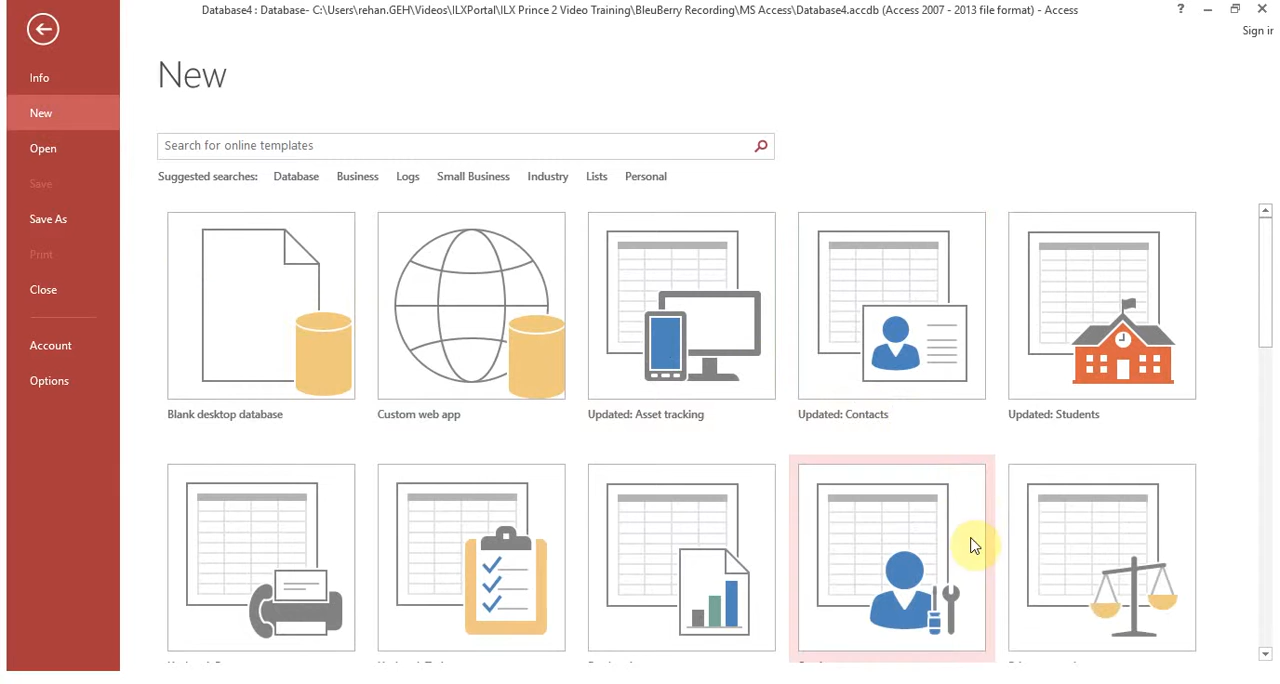 Database4 : Database- C:\Users\rehan.GEH\Videos\ILXPortal\ILX Prince 2 Video Training\BleuBerry Recording\MS Access\Database4.accdb (Access 2007 - 2013 file format) - Access
?
Sign in
Info
New
Open
Save
Save As
Print
Close
Account
Options
New
Search for online templates
Suggested searches: Database Business Logs Small Business Industry Lists Personal
Blank desktop database
Custom web app
Updated: Asset tracking
Updated: Contacts
Updated: Students